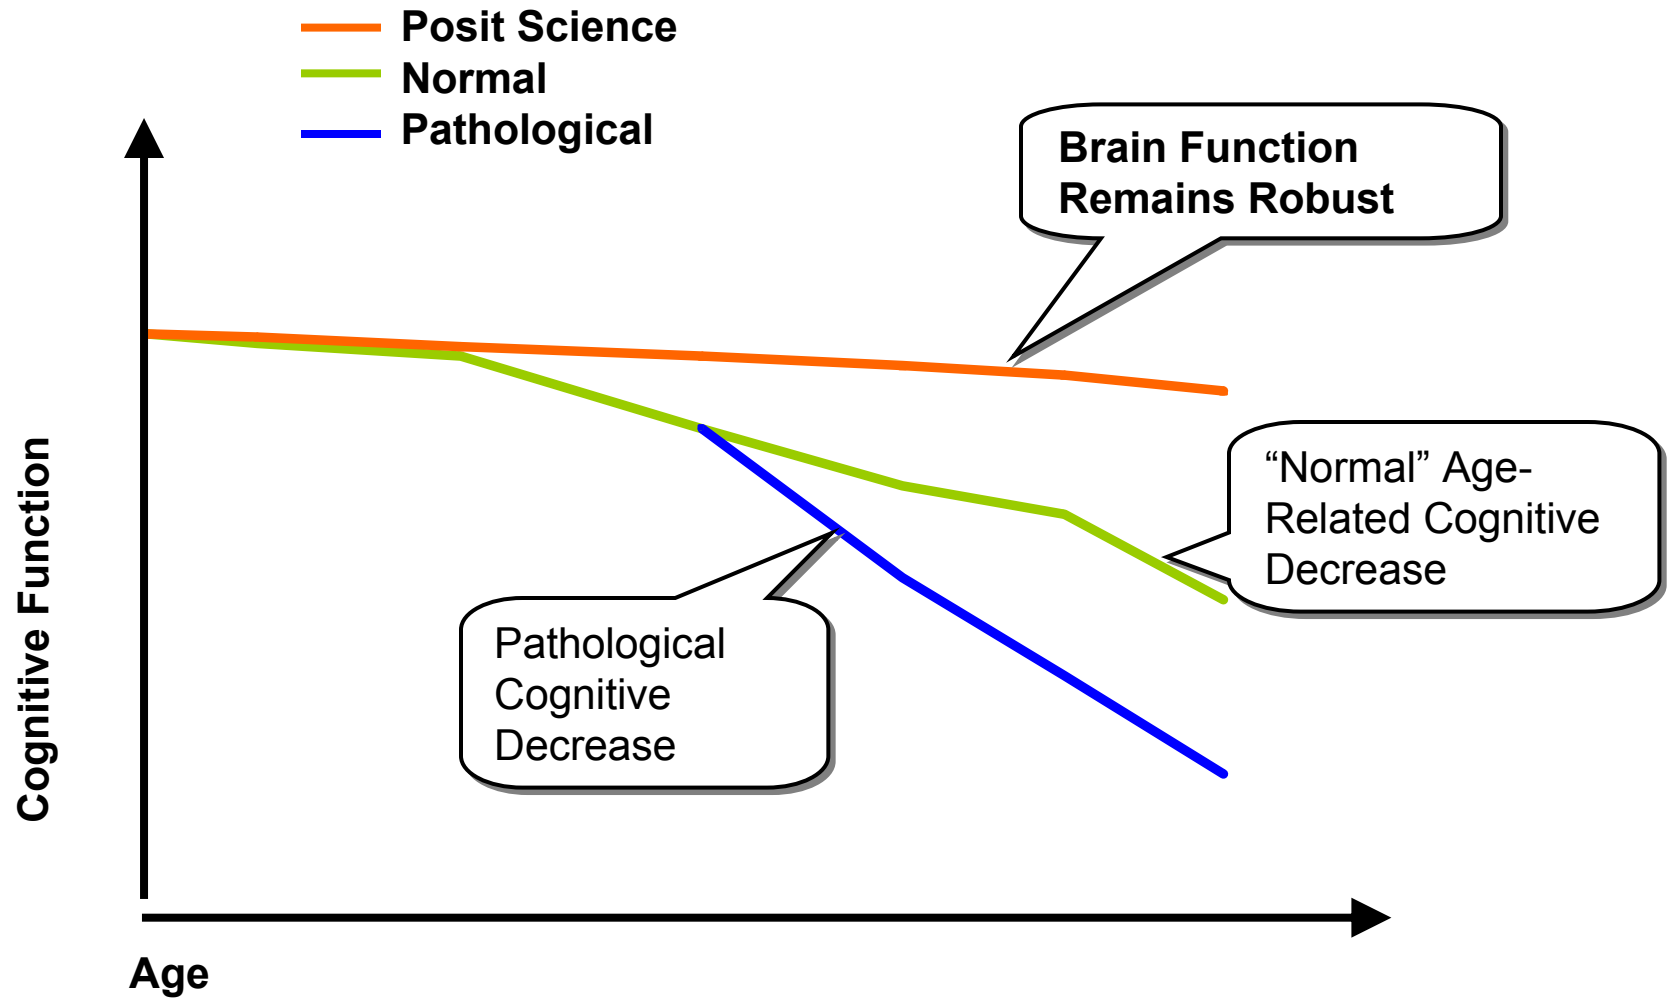 Posit Science
Normal
Pathological
Brain Function
Remains Robust
Cognitive Function
“Normal” Age-
Related Cognitive
Decrease
Pathological
Cognitive
Decrease
Age